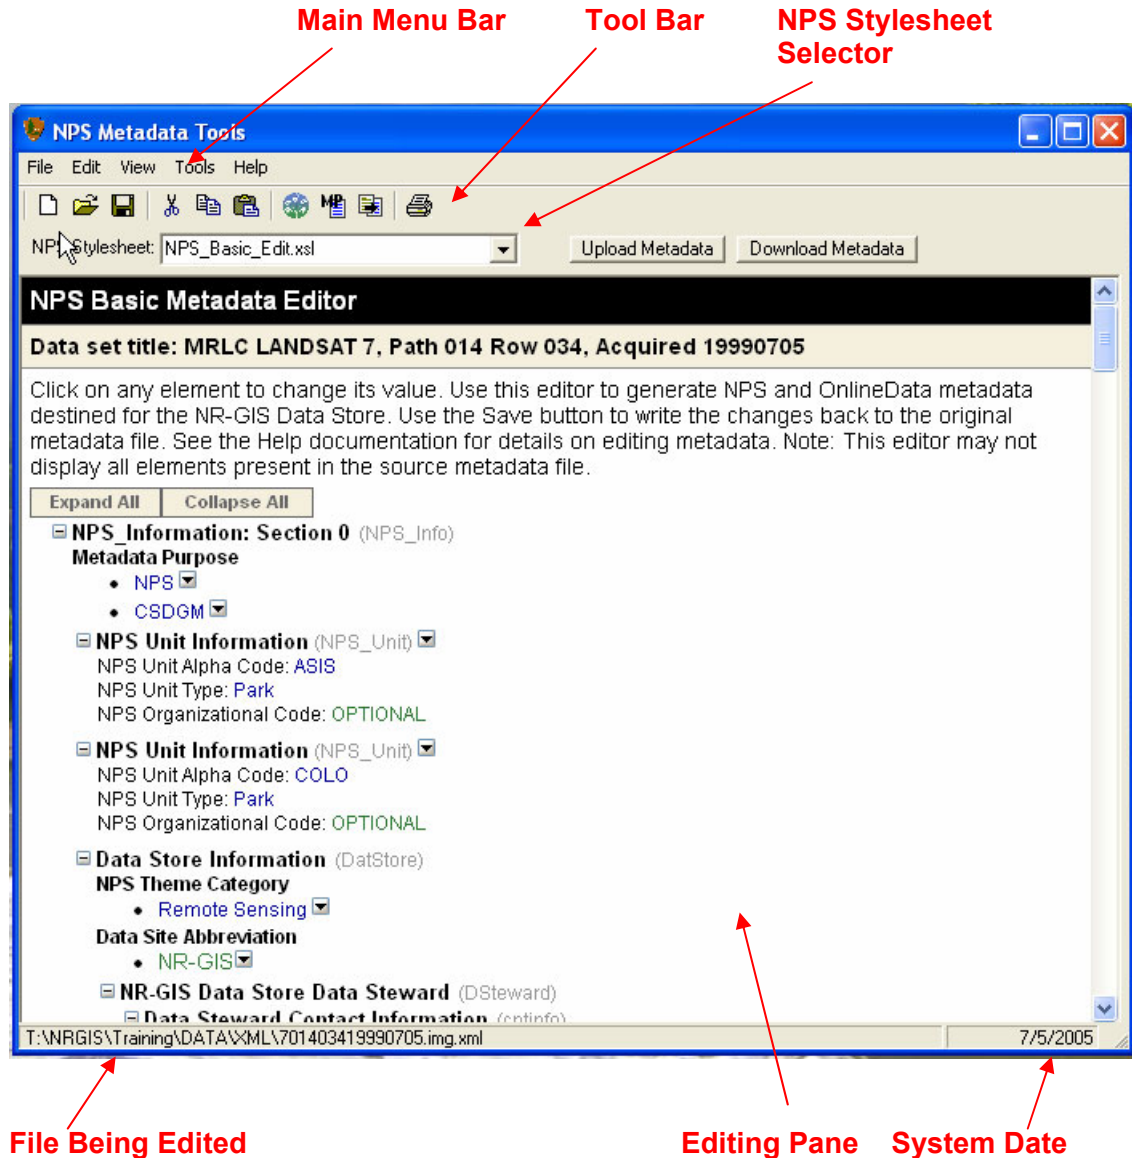 Main Menu Bar
Tool Bar
NPS Stylesheet
Selector
NPS Metadata Tools
File Edit View Tools Help
MP
NPS Stylesheet: NPS_Basic_Edit.xsl
Upload Metadata
Download Metadata
NPS Basic Metadata Editor
Data set title: MRLC LANDSAT 7, Path 014 Row 034, Acquired 19990705
Click on any element to change its value. Use this editor to generate NPS and OnlineData metadata
destined for the NR-GIS Data Store. Use the Save button to write the changes back to the original
metadata file. See the Help documentation for details on editing metadata. Note: This editor may not
display all elements present in the source metadata file.
Expand All
Collapse All
NPS_Information: Section 0 (NPS_Info)
Metadata Purpose
• NPS
• CSDGM
NPS Unit Information (NPS_Unit)
NPS Unit Alpha Code: ASIS
NPS Unit Type: Park
NPS Organizational Code: OPTIONAL
NPS Unit Information (NPS_Unit)
NPS Unit Alpha Code: COLO
NPS Unit Type: Park
NPS Organizational Code: OPTIONAL
Data Store Information (DatStore)
NPS Theme Category
• Remote Sensing
Data Site Abbreviation
• NR-GIS
NR-GIS Data Store Data Steward (DSteward)
Data Steward Contact Information (cntinfo)
T:\NRGIS\Training\DATA\XML\701403419990705.img.xml
7/5/2005
File Being Edited
Editing Pane
System Date